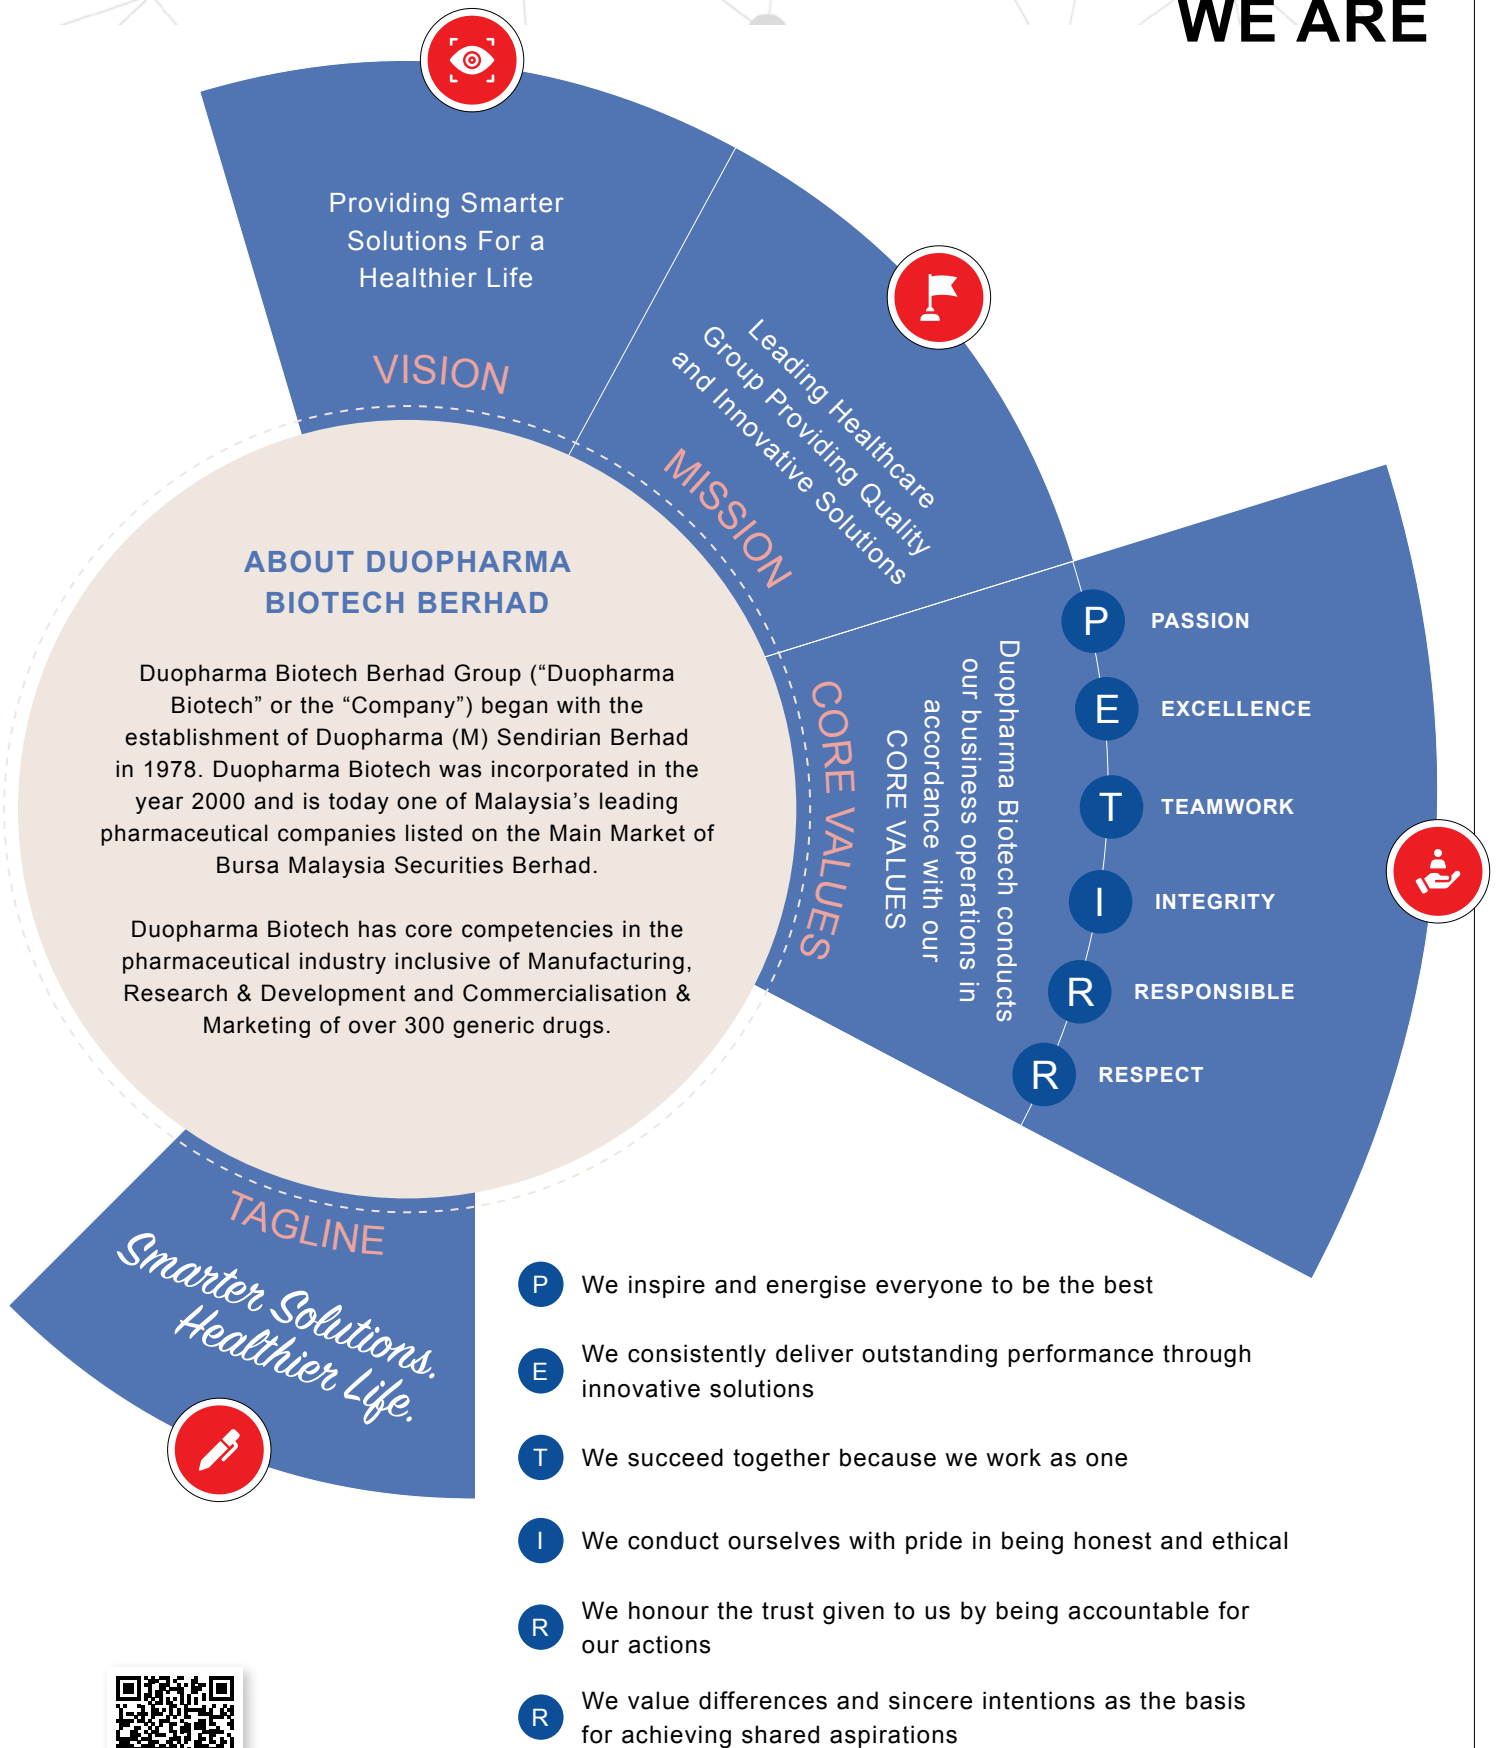 WE ARE
Providing Smarter
Solutions For a
Healthier Life
VISION
Leading Healthcare
Group Providing Quality
and Innovative Solutions
MISSION
ABOUT DUOPHARMA
BIOTECH BERHAD
Duopharma Biotech Berhad Group (“Duopharma
Biotech” or the “Company”) began with the
establishment of Duopharma (M) Sendirian Berhad
in 1978. Duopharma Biotech was incorporated in the
year 2000 and is today one of Malaysia’s leading
pharmaceutical companies listed on the Main Market of
Bursa Malaysia Securities Berhad.
Duopharma Biotech has core competencies in the
pharmaceutical industry inclusive of Manufacturing,
Research & Development and Commercialisation &
Marketing of over 300 generic drugs.
CORE VALUES
Duopharma Biotech conducts
our business operations in
accordance with our
CORE VALUES
P PASSION
E EXCELLENCE
T TEAMWORK
I INTEGRITY
R RESPONSIBLE
R RESPECT
TAGLINE
Smarter Solutions.
Healthier Life.
P We inspire and energise everyone to be the best
E We consistently deliver outstanding performance through
innovative solutions
T We succeed together because we work as one
I We conduct ourselves with pride in being honest and ethical
R We honour the trust given to us by being accountable for
our actions
R We value differences and sincere intentions as the basis
for achieving shared aspirations